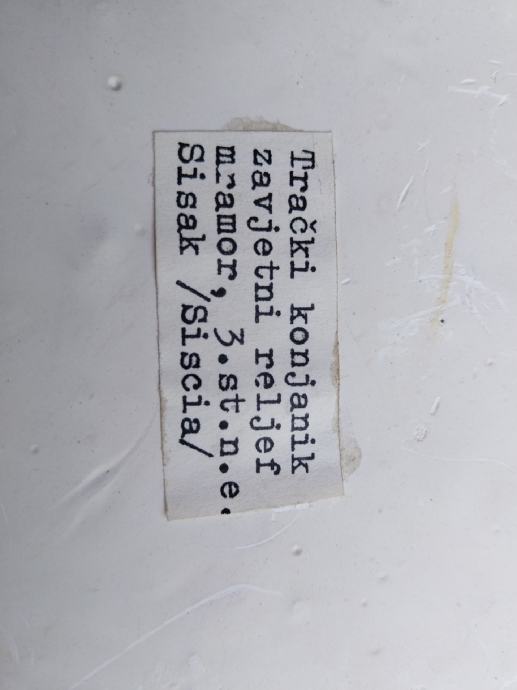 Trački konjanik
zavjetni reljef
mramor, 3.st.n.e.
Sisak /Siscia/